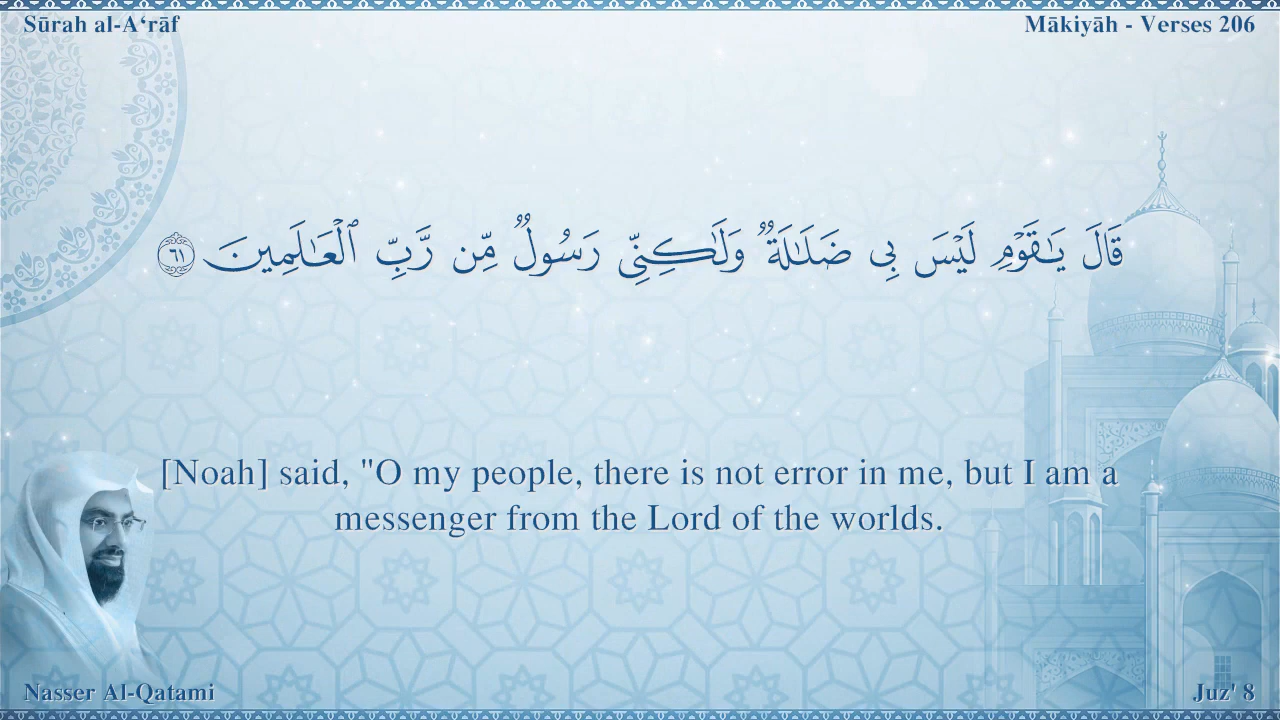 Sūrah al-A‘rāf
Mākiyāh - Verses 206
قَالَ يَـٰقَوْمِ لَيْسَ بِى ضَلَـٰلَةٌ وَلَـٰكِنِّى رَسُولٌ مِّن رَّبِّ ٱلْعَـٰلَمِينَ ٦١
[Noah] said, "O my people, there is not error in me, but I am a
messenger from the Lord of the worlds.
Nasser Al-Qatami
Juz' 8